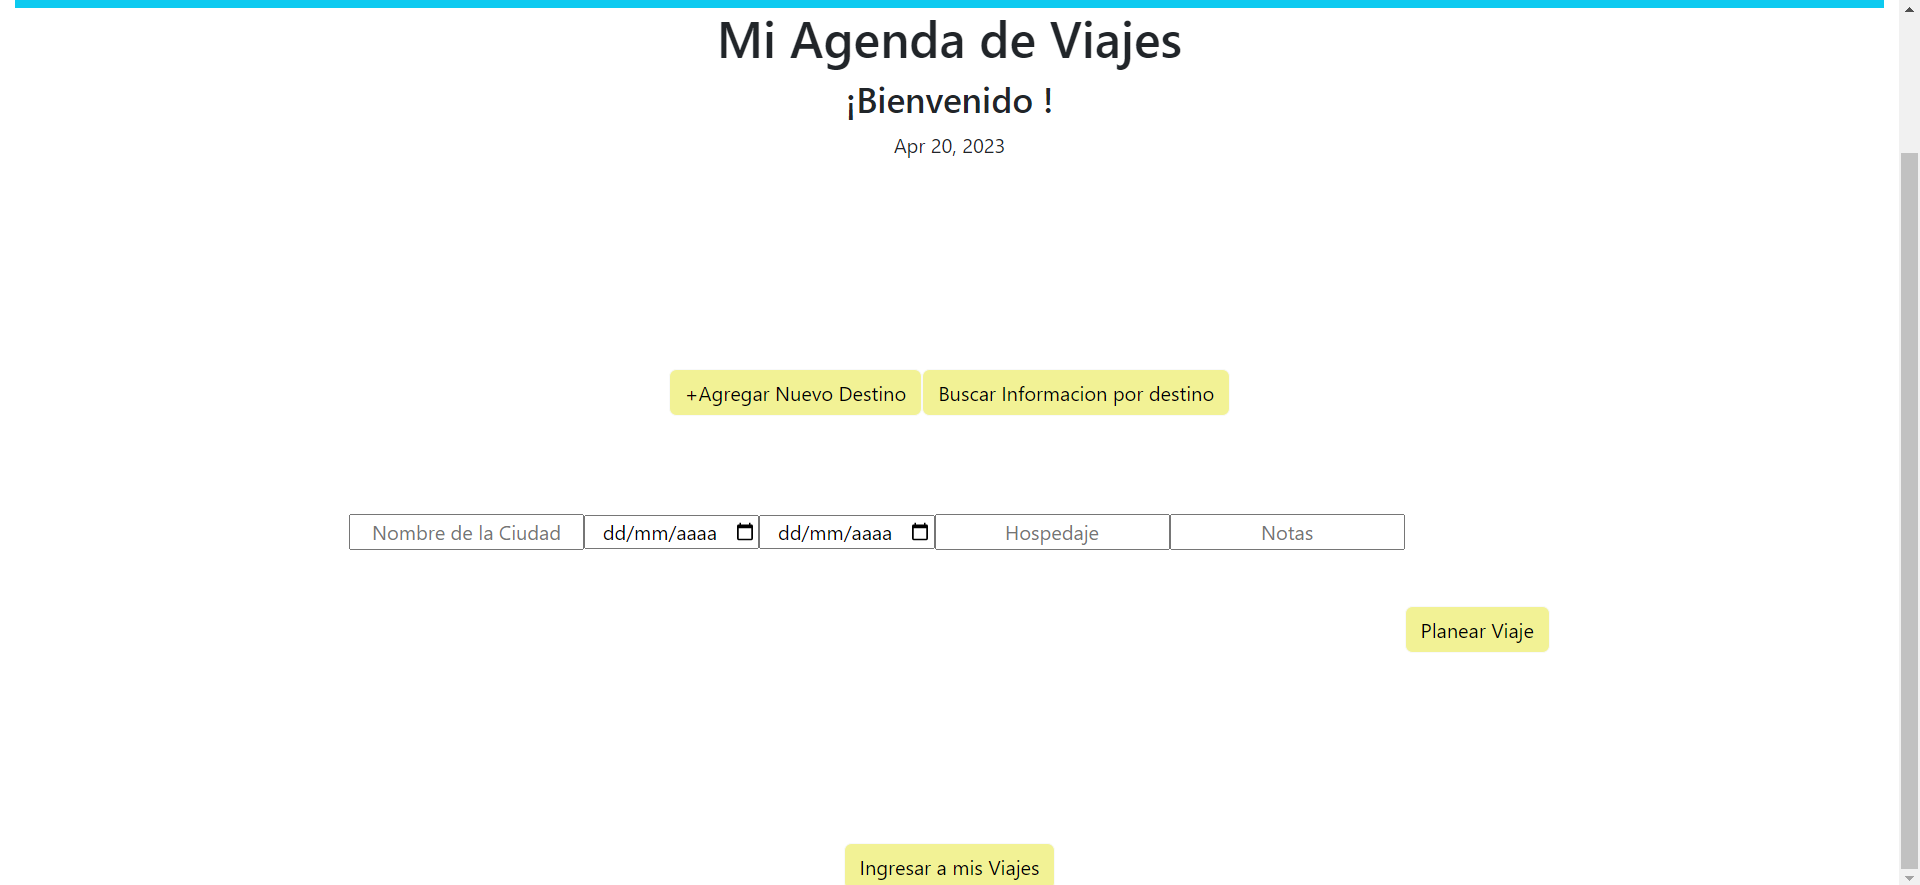 Mi Agenda de Viajes
¡Bienvenido !
Apr 20, 2023
+Agregar Nuevo Destino Buscar Informacion por destino
Nombre de la Ciudad dd/mm/aaaa dd/mm/aaaa Hospedaje Notas
Planear Viaje
Ingresar a mis Viajes